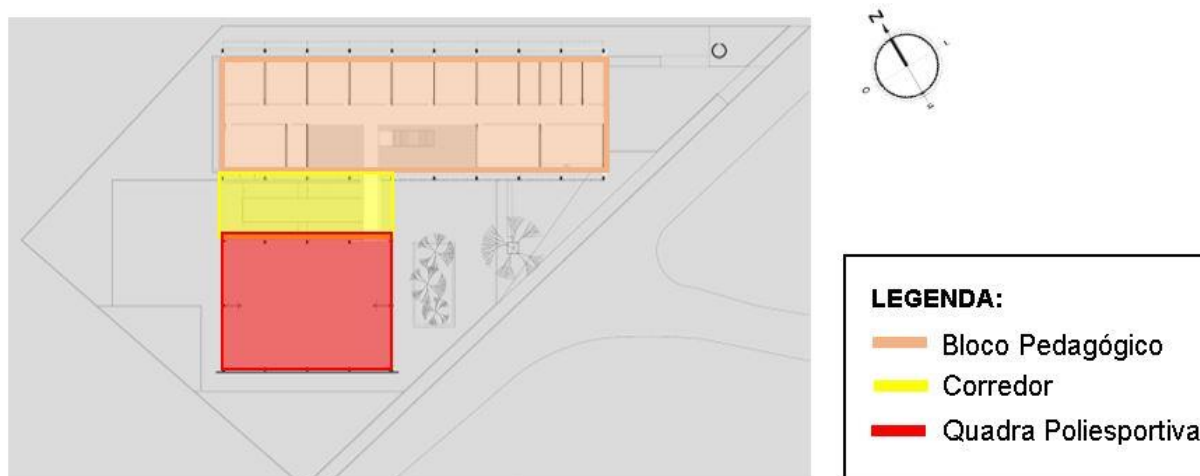 N
L
O
S
LEGENDA:
Bloco Pedagógico
Corredor
Quadra Poliesportiva